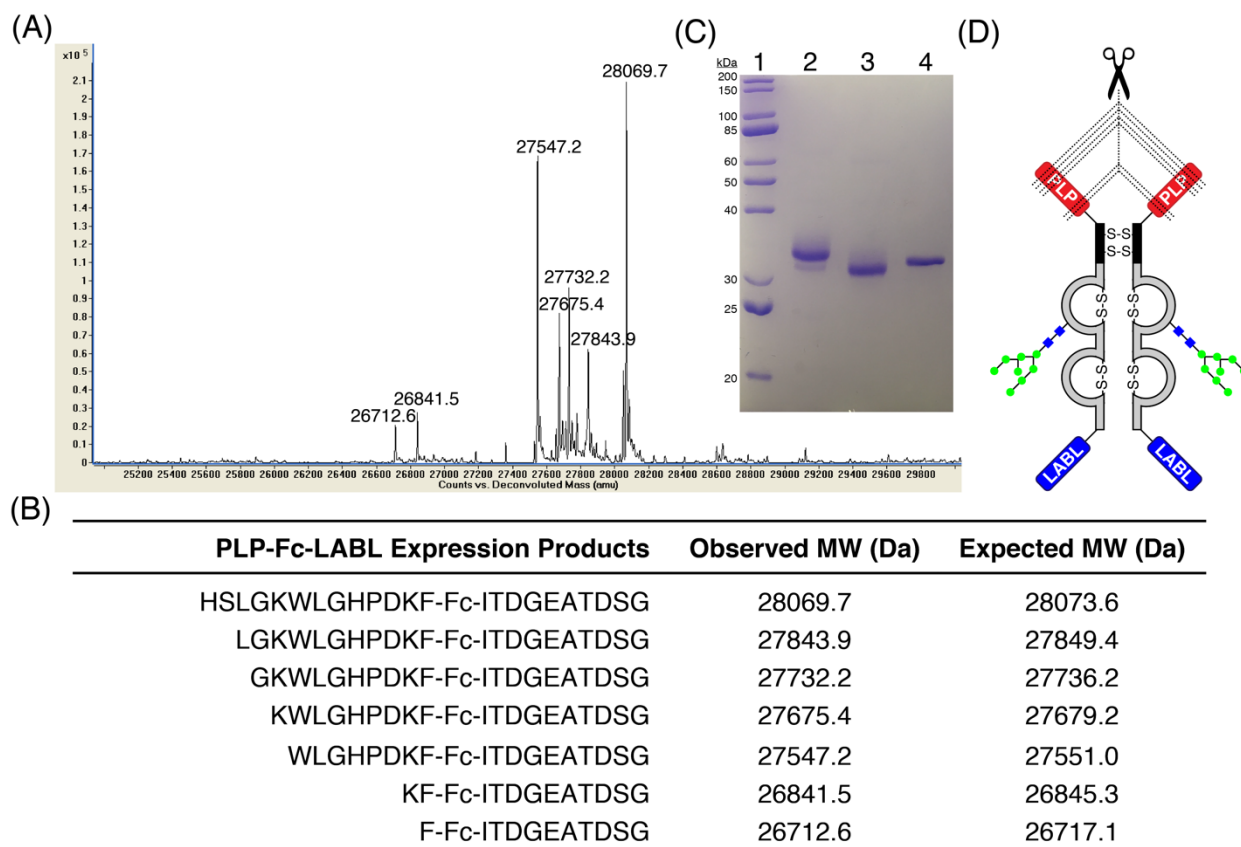 (A)
x10 5
2.1
2
1.9
1.8
1.7
1.6
1.5
1.4
1.3
1.2
1.1
1
0.9
0.8
0.7
0.6
0.5
0.4
0.3
0.2
0.1
0
28069.7
27547.2
27732.2
27675.4
27843.9
26841.5
26712.6
25200 25400 25600 25800 26000 26200 26400 26600 26800 27000 27200 27400 27600 27800 28000 28200 28400 28600 28800 29000
Counts vs. Deconvoluted Mass (amu)
(C)
kDa 1 2 3 4
200
150
100
85
60
50
40
30
25
20
(D)
PLP PLP
S-S
S-S
S-S S-S
S-S S-S
LABL LABL
(B)
PLP-Fc-LABL Expression Products Observed MW (Da) Expected MW (Da)
HSLGKWLGHPDKF-Fc-ITDGEATDSG 28069.7 28073.6
LGKWLGHPDKF-Fc-ITDGEATDSG 27843.9 27849.4
GKWLGHPDKF-Fc-ITDGEATDSG 27732.2 27736.2
KWLGHPDKF-Fc-ITDGEATDSG 27675.4 27679.2
WLGHPDKF-Fc-ITDGEATDSG 27547.2 27551.0
KF-Fc-ITDGEATDSG 26841.5 26845.3
F-Fc-ITDGEATDSG 26712.6 26717.1